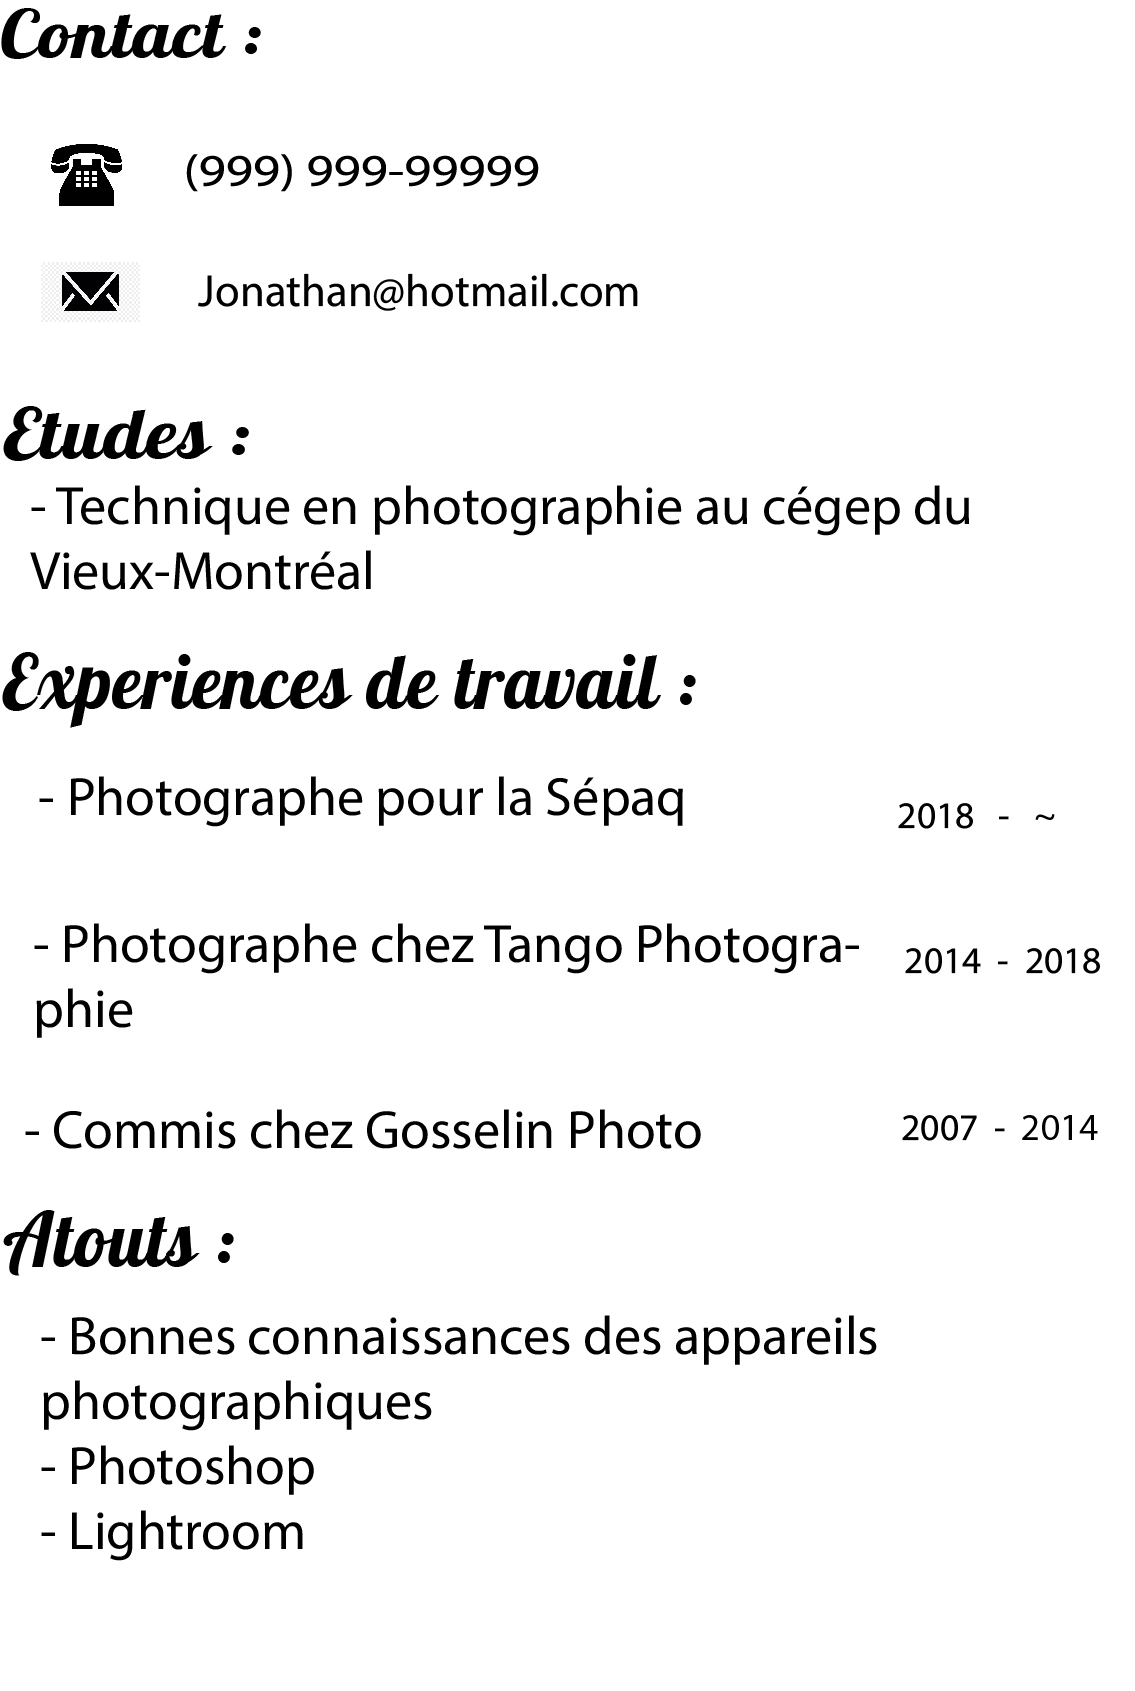 Contact :
(999) 999-99999
Jonathan@hotmail.com
Etudes :
- Technique en photographie au cégep du
Vieux-Montréal
Experiences de travail :
- Photographe pour la Sépaq 2018 - ~
- Photographe chez Tango Photogra- 2014 - 2018
phie
- Commis chez Gosselin Photo 2007 - 2014
Atouts :
- Bonnes connaissances des appareils
photographiques
- Photoshop
- Lightroom